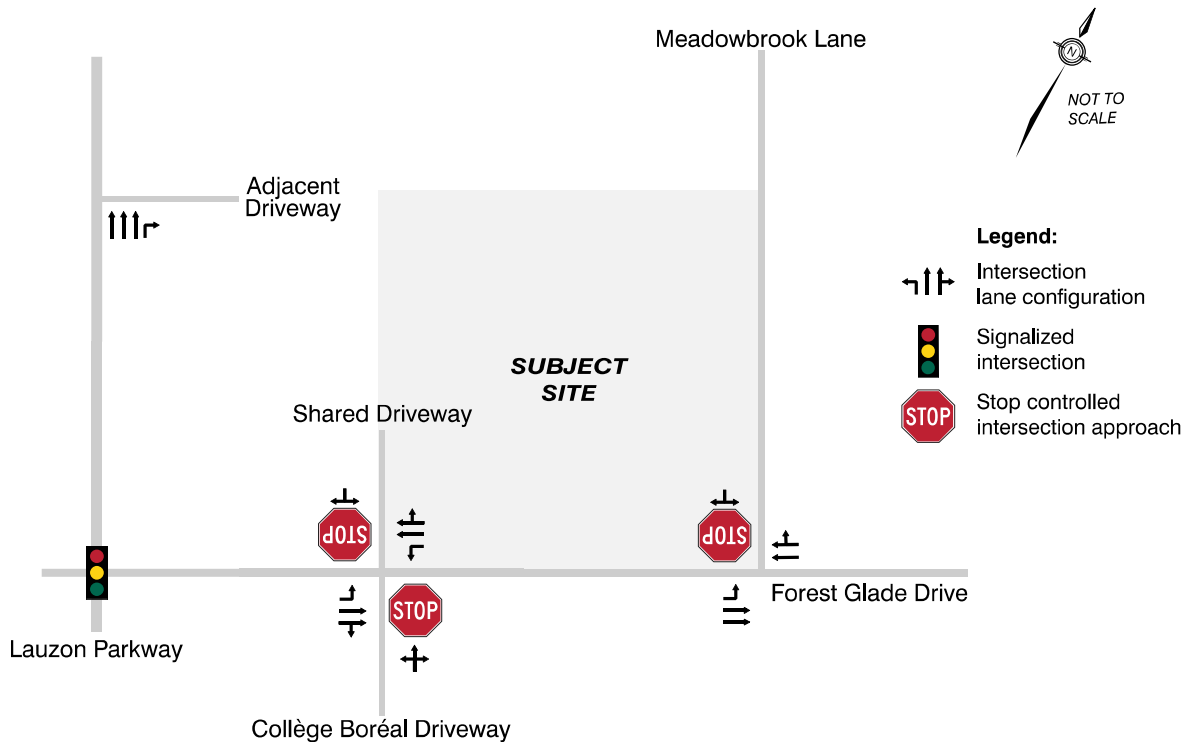 Meadowbrook Lane
N
NOT TO
SCALE
Adjacent
Driveway
Legend:
Intersection
lane configuration
Signalized
intersection
SUBJECT
SITE
Shared Driveway
STOP
Stop controlled
intersection approach
STOP
STOP
STOP
Forest Glade Drive
Lauzon Parkway
Collège Boréal Driveway